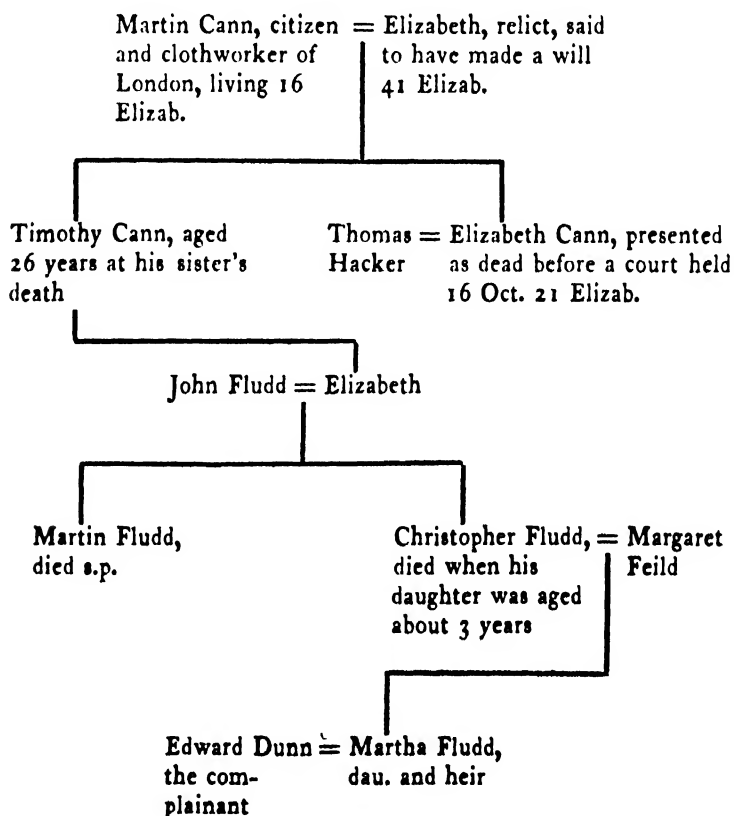 Martin Cann, citizen = Elizabeth, relict, said
and clothworker of to have made a will
London, living 16 41 Elizab.
Elizab.
Timothy Cann, aged Thomas = Elizabeth Cann, presented
26 years at his sister's Hacker as dead before a court held
death 16 Oct. 21 Elizab.
John Fludd = Elizabeth
Martin Fludd, Christopher Fludd, = Margaret
died s.p. died when his Feild
daughter was aged
about 3 years
Edward Dunn = Martha Fludd,
the com- dau. and heir
plainant